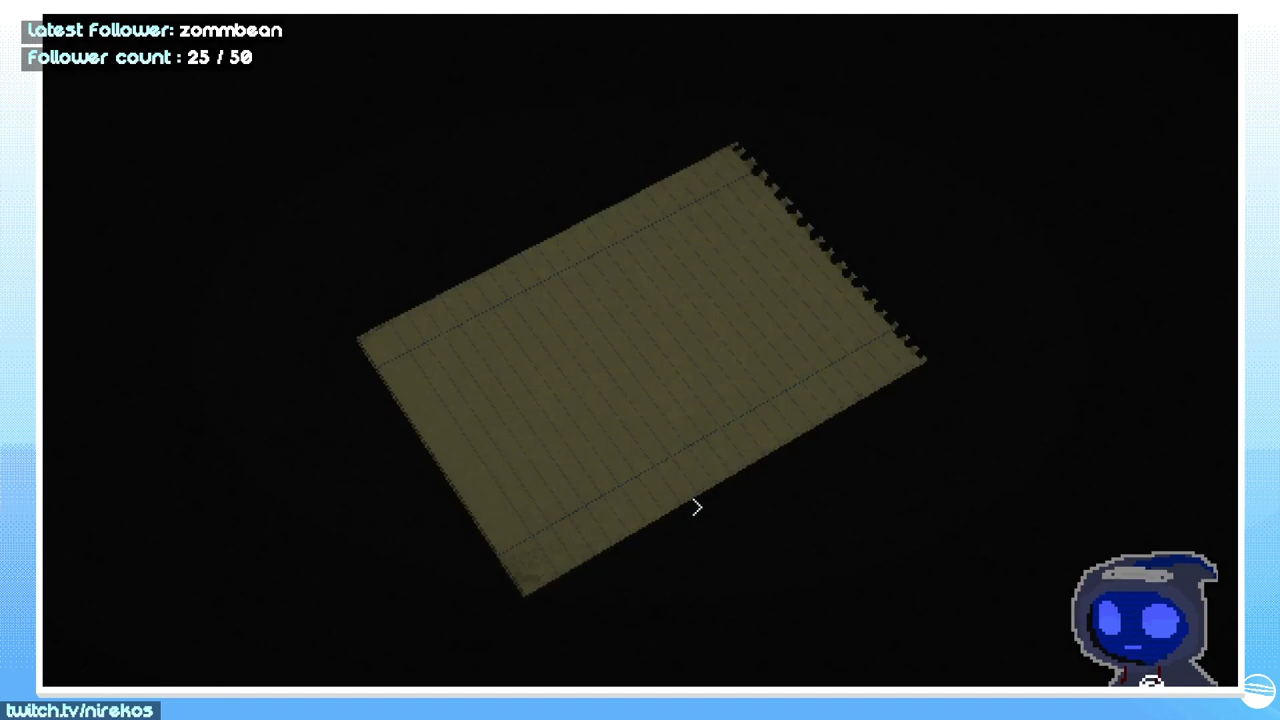 Latest Follower: zommbean
Follower count : 25 / 50
twitch.tv/nirekos